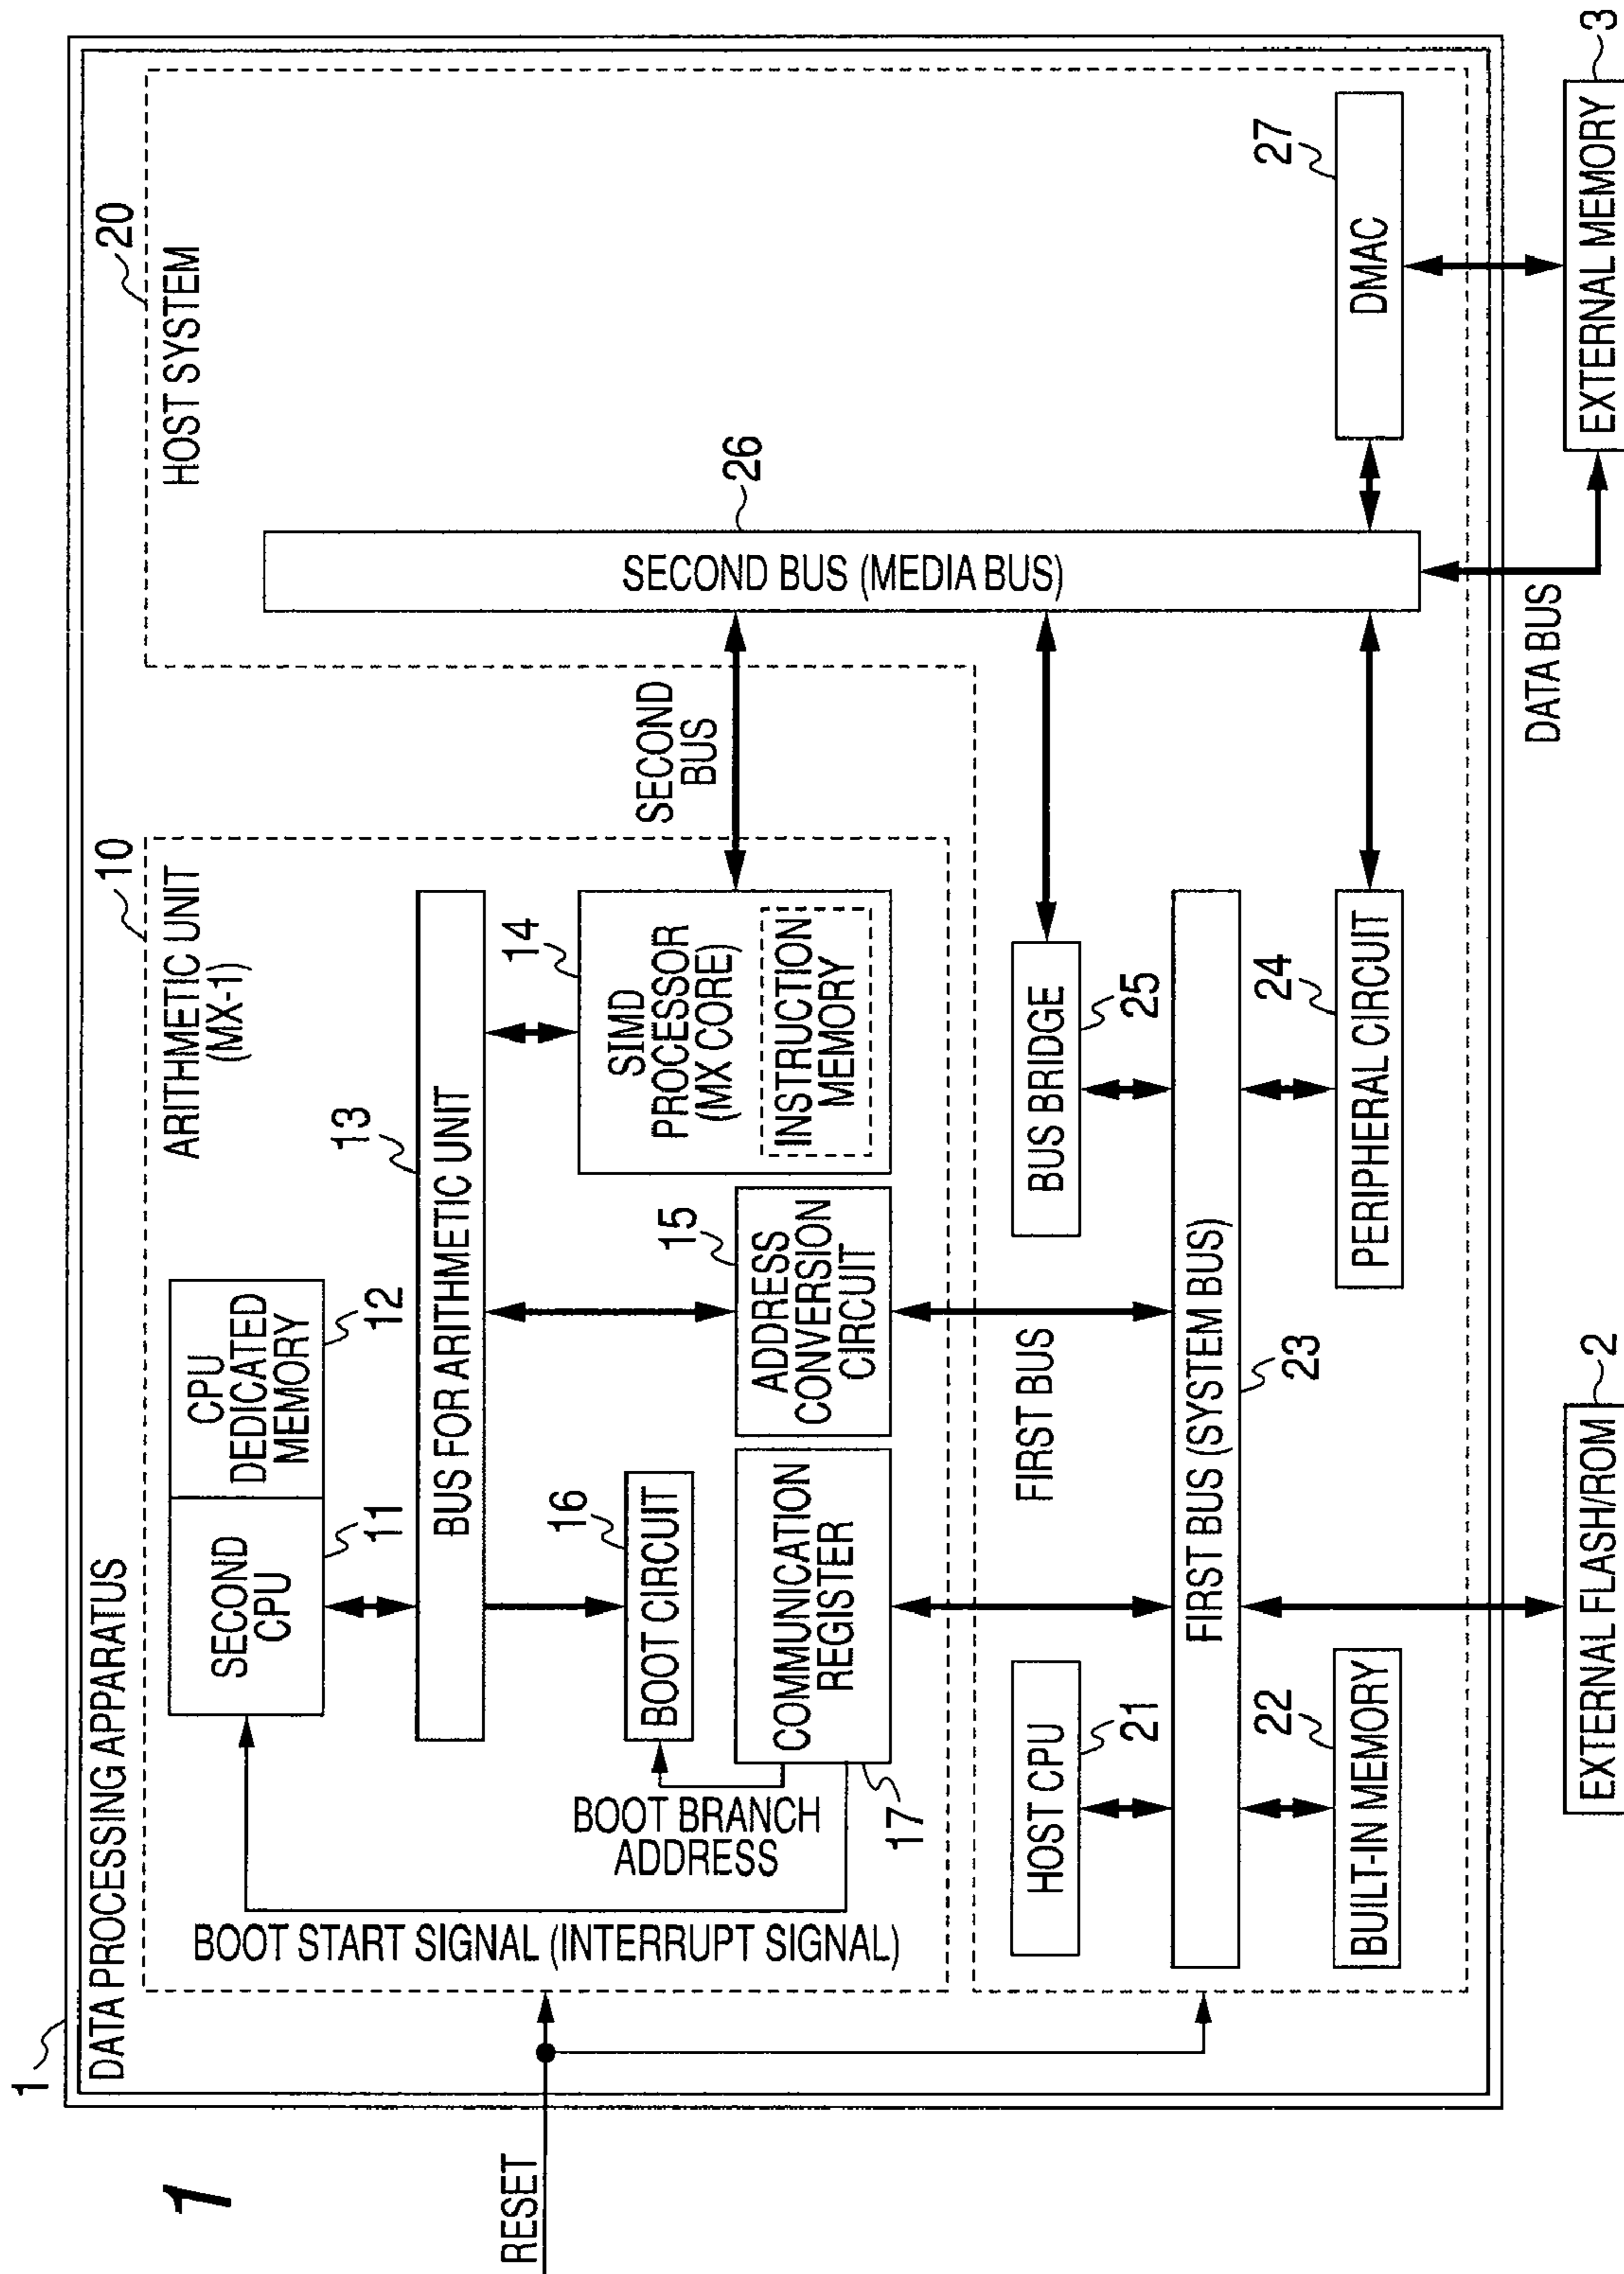 1
1
DATA PROCESSING APPARATUS
10
ARITHMETIC UNIT
(MX-1)
20
HOST SYSTEM
SECOND
CPU
11
CPU
DEDICATED
MEMORY
12
13
BUS FOR ARITHMETIC UNIT
16
BOOT CIRCUIT
BOOT BRANCH
ADDRESS
COMMUNICATION
REGISTER
17
15
ADDRESS
CONVERSION
CIRCUIT
14
SIMD
PROCESSOR
(MX CORE)
INSTRUCTION
MEMORY
SECOND
BUS
26
SECOND BUS (MEDIA BUS)
BOOT START SIGNAL (INTERRUPT SIGNAL)
RESET
HOST CPU
21
FIRST BUS
BUS BRIDGE
25
FIRST BUS (SYSTEM BUS)
23
22
BUILT-IN MEMORY
24
PERIPHERAL CIRCUIT
27
DMAC
DATA BUS
EXTERNAL FLASH/ROM
2
EXTERNAL MEMORY
3